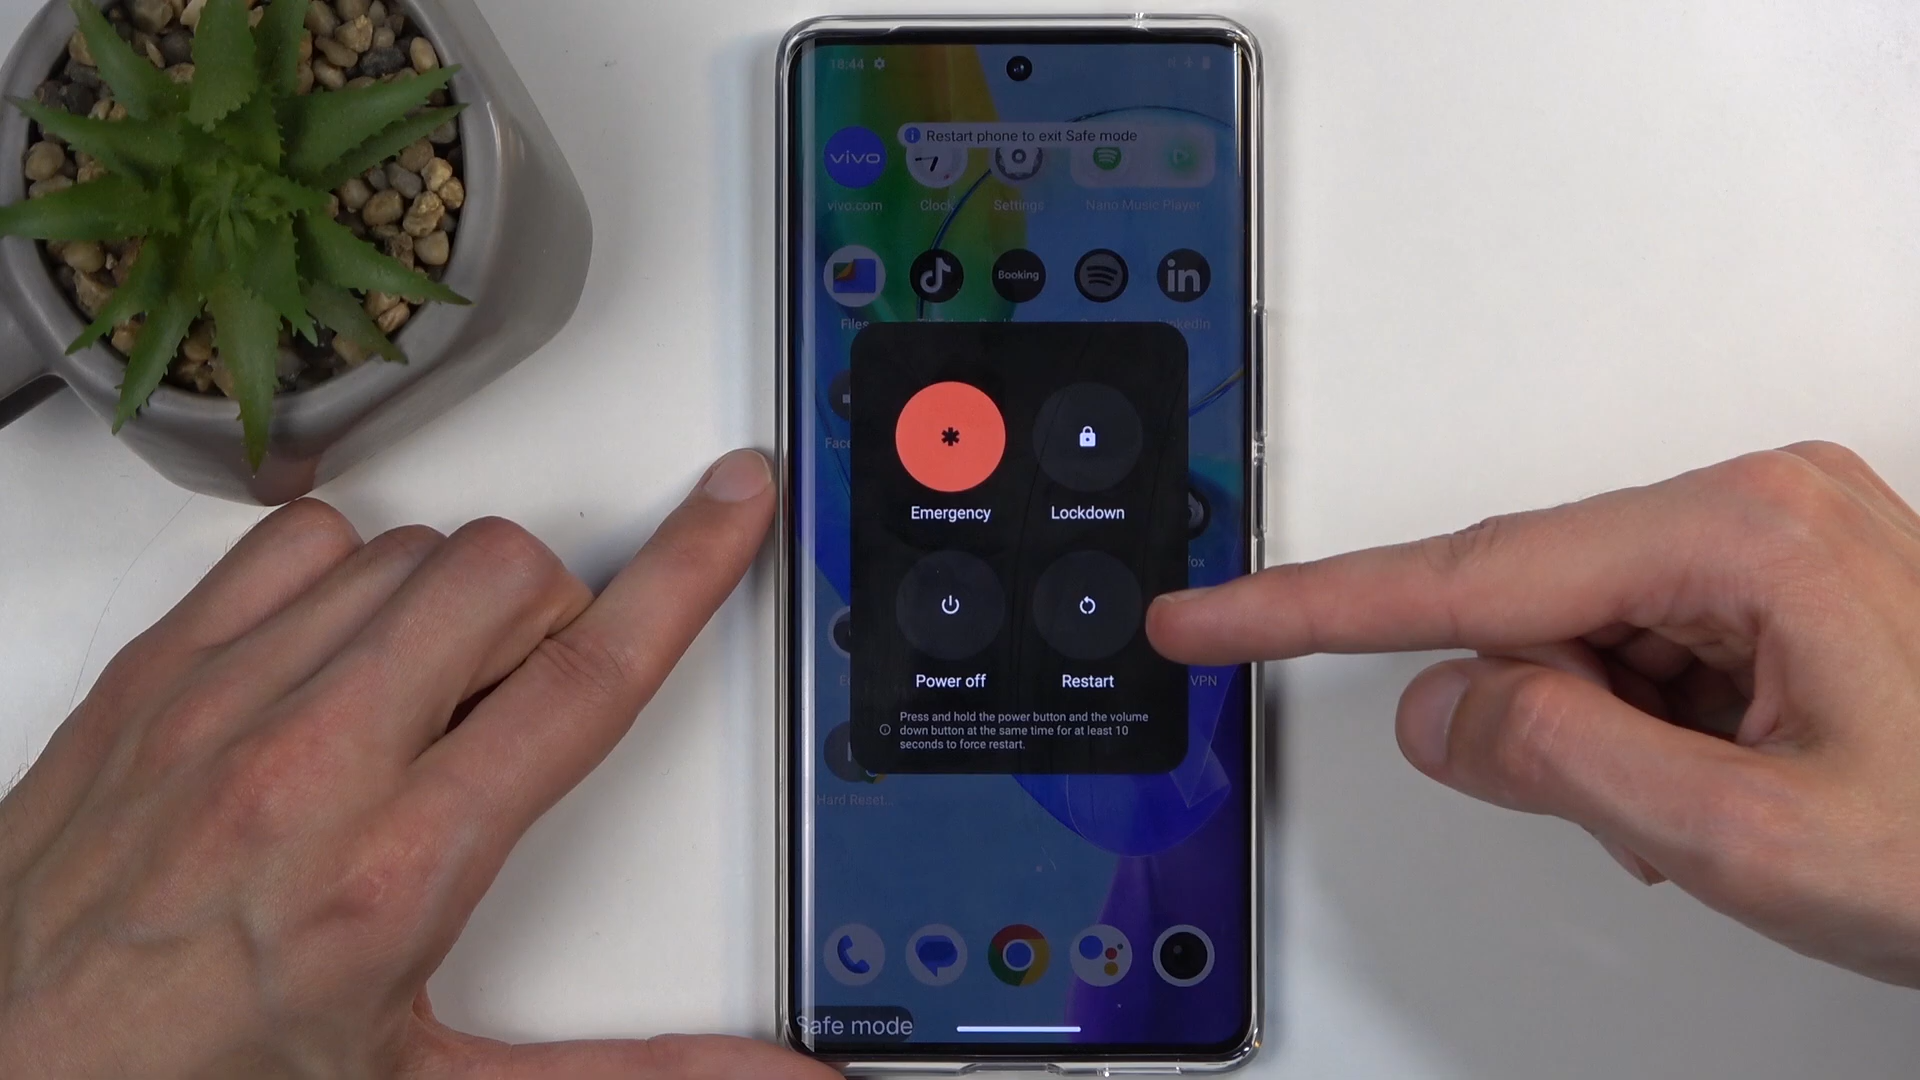 18:44
Restart phone to exit Safe mode
vivo
vivo.com Clock Settings Nano Music Player
Booking
in
Files
Emergency Lockdown
Power off Restart
VPN
Press and hold the power button and the volume
down button at the same time for at least 10
seconds to force restart.
Hard Reset...
Safe mode